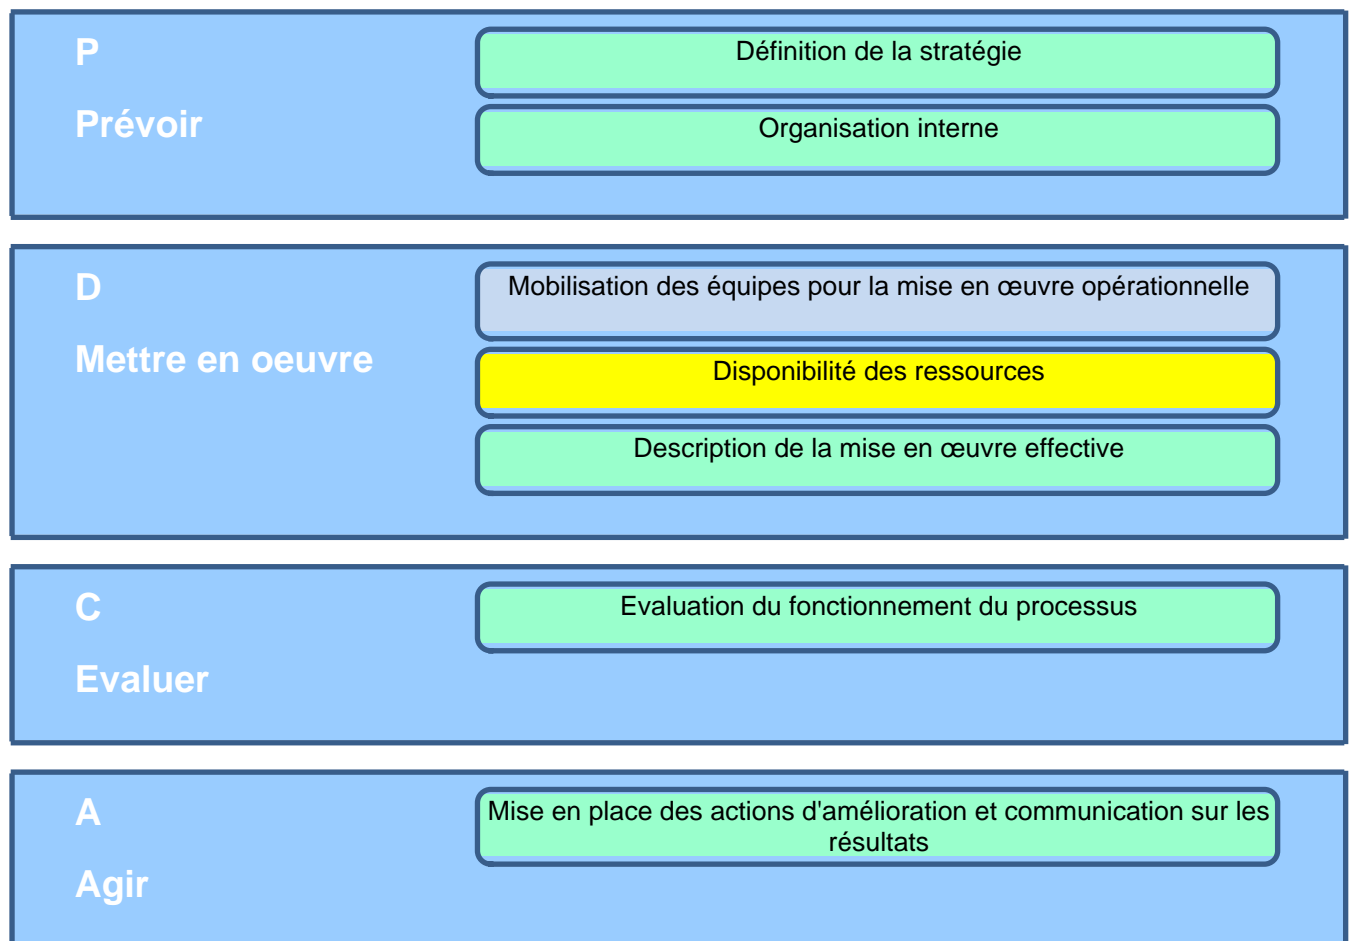 P
Prévoir
Définition de la stratégie
Organisation interne
D
Mettre en oeuvre
Mobilisation des équipes pour la mise en œuvre opérationnelle
Disponibilité des ressources
Description de la mise en œuvre effective
C
Evaluer
Evaluation du fonctionnement du processus
A
Agir
Mise en place des actions d'amélioration et communication sur les
résultats